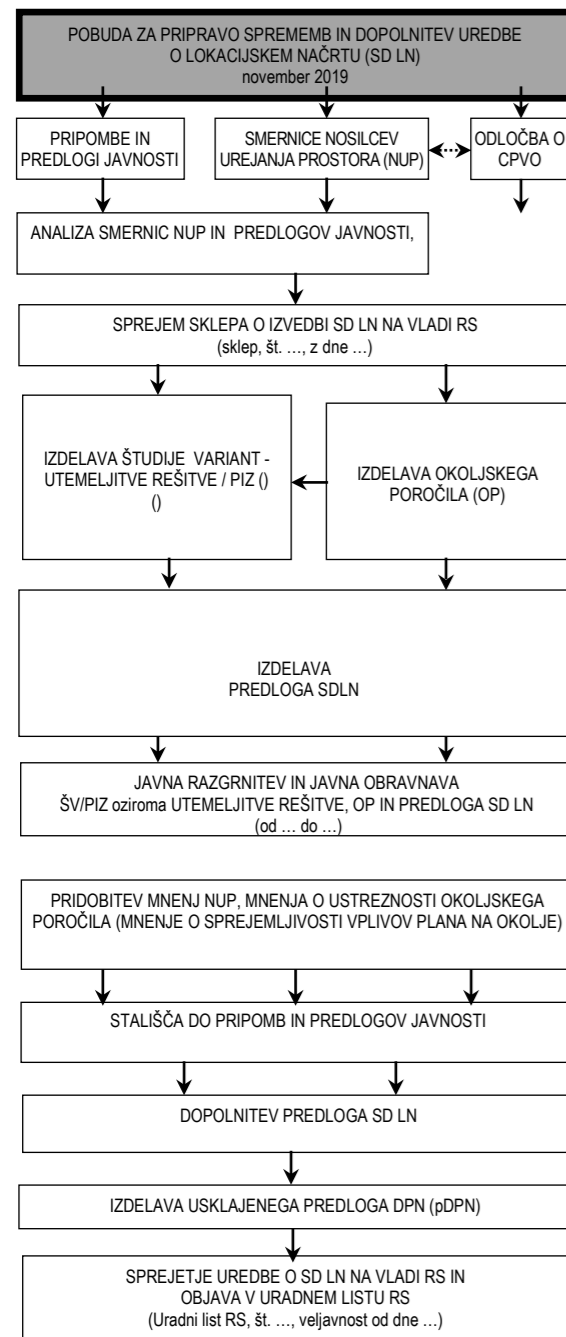 POBUDA ZA PRIPRAVO SPREMEMB IN DOPOLNITEV UREDBE
O LOKACIJSKEM NAČRTU (SD LN)
november 2019
PRIPOMBE IN
PREDLOGI JAVNOSTI
SMERNICE NOSILCEV
UREJANJA PROSTORA (NUP)
ODLOČBA O
CPVO
ANALIZA SMERNIC NUP IN PREDLOGOV JAVNOSTI,
SPREJEM SKLEPA O IZVEDBI SD LN NA VLADI RS
(sklep, št. …, z dne …)
IZDELAVA ŠTUDIJE VARIANT -
UTEMELJITVE REŠITVE / PIZ ()
()
IZDELAVA OKOLJSKEGA
POROČILA (OP)
IZDELAVA
PREDLOGA SDLN
JAVNA RAZGRNITEV IN JAVNA OBRAVNAVA
ŠV/PIZ oziroma UTEMELJITVE REŠITVE, OP IN PREDLOGA SD LN
(od … do …)
PRIDOBITEV MNENJ NUP, MNENJA O USTREZNOSTI OKOLJSKEGA
POROČILA (MNENJE O SPREJEMLJIVOSTI VPLIVOV PLANA NA OKOLJE)
STALIŠČA DO PRIPOMB IN PREDLOGOV JAVNOSTI
DOPOLNITEV PREDLOGA SD LN
IZDELAVA USKLAJENEGA PREDLOGA DPN (pDPN)
SPREJETJE UREDBE O SD LN NA VLADI RS IN
OBJAVA V URADNEM LISTU RS
(Uradni list RS, št. …, veljavnost od dne …)